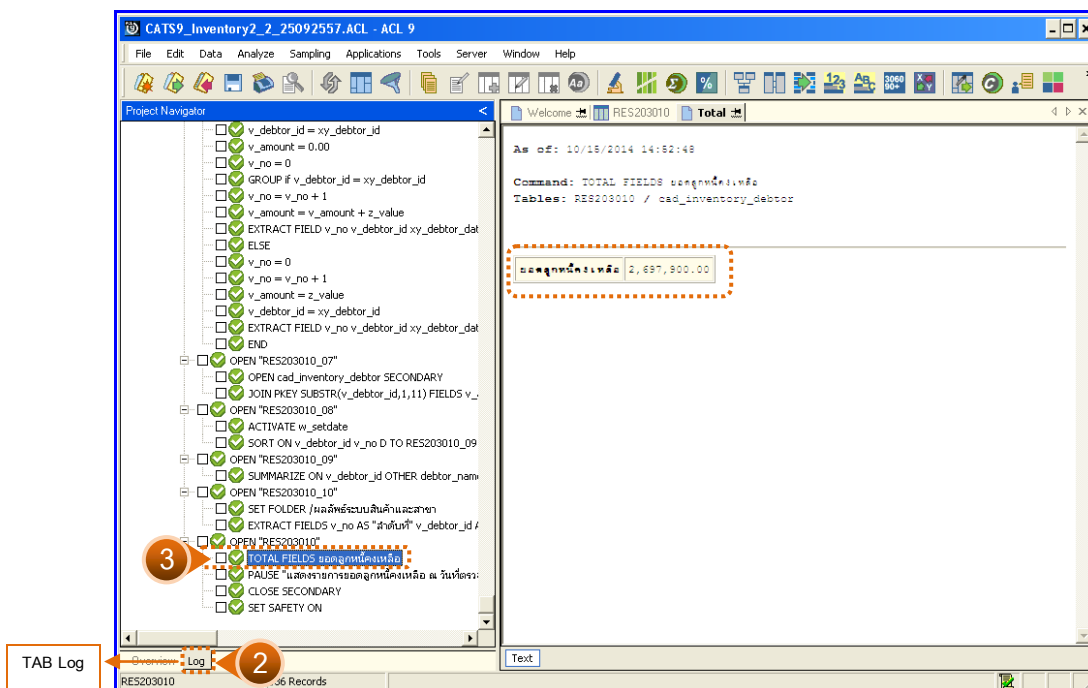 CATS9_Inventory2_2_25092557.ACL - ACL 9
File Edit Data Analyze Sampling Applications Tools Server Window Help
Project Navigator
<
Welcome
RES203010
Total
v_debtor_id = xy_debtor_id
v_amount = 0.00
v_no = 0
GROUP if v_debtor_id = xy_debtor_id
v_no = v_no + 1
v_amount = v_amount + z_value
EXTRACT FIELD v_no v_debtor_id xy_debtor_dat
ELSE
v_no = 0
v_no = v_no + 1
v_amount = z_value
v_debtor_id = xy_debtor_id
EXTRACT FIELD v_no v_debtor_id xy_debtor_dat
END
OPEN "RES203010_07"
OPEN cad_inventory_debtor SECONDARY
JOIN PKEY SUBSTR(v_debtor_id,1,11) FIELDS v_
OPEN "RES203010_08"
ACTIVATE w_setdate
SORT ON v_debtor_id v_no D TO RES203010_09
OPEN "RES203010_09"
SUMMARIZE ON v_debtor_id OTHER debtor_nam
OPEN "RES203010_10"
SET FOLDER /ผลลัพธ์ระบบสินค้าและสาขา
EXTRACT FIELDS v_no AS "ลำดับที่" v_debtor_id A
OPEN "RES203010"
3
TOTAL FIELDS ยอดลูกหนี้คงเหลือ
PAUSE "แสดงรายการยอดลูกหนี้คงเหลือ ณ วันที่ตรว
CLOSE SECONDARY
SET SAFETY ON
As of: 10/15/2014 14:52:48
Command: TOTAL FIELDS ยอดลูกหนี้คงเหลือ
Tables: RES203010 / cad_inventory_debtor
ยอดลูกหนี้คงเหลือ 2,697,900.00
TAB Log
Overview
Log
2
Text
RES203010
36 Records